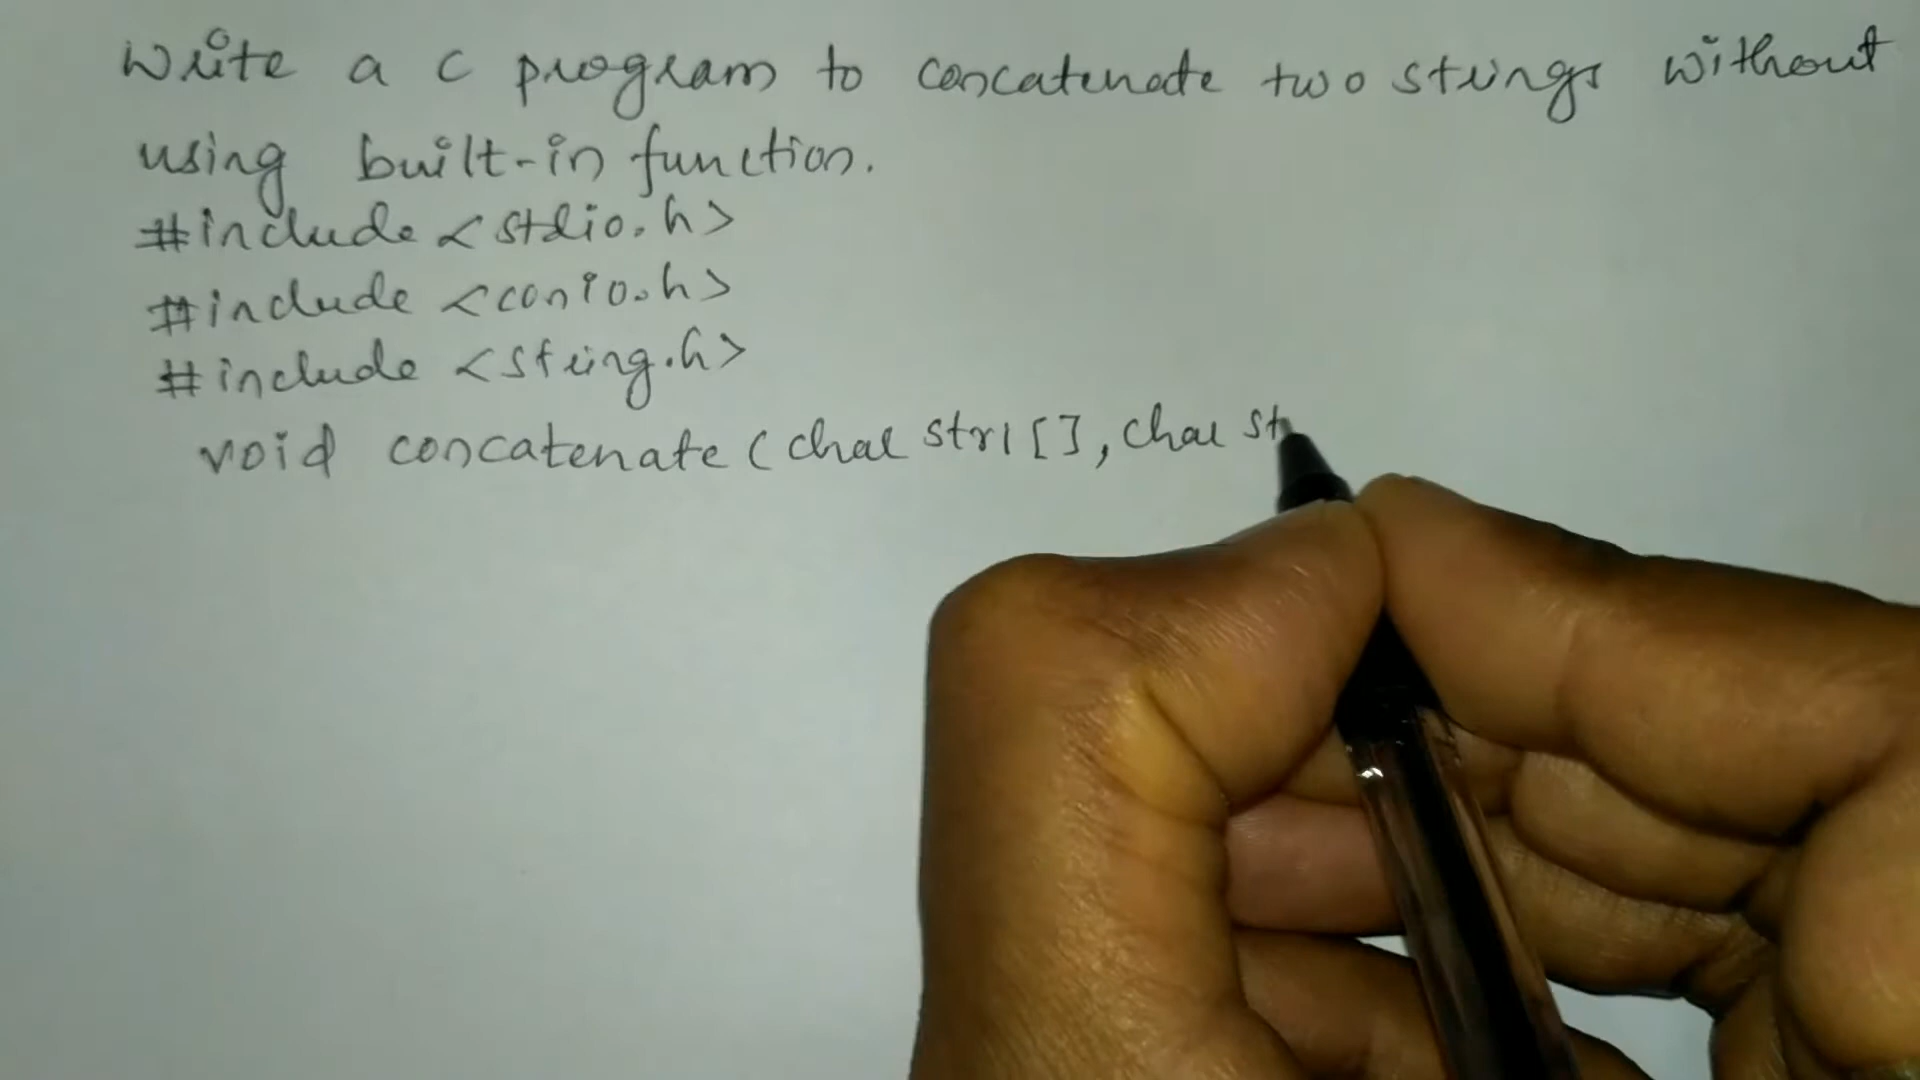 Write a C program to concatenate two strings without
using built-in function.
#include <stdio.h>
#include <conio.h>
#include <string.h>
void concatenate (char str1[], char st